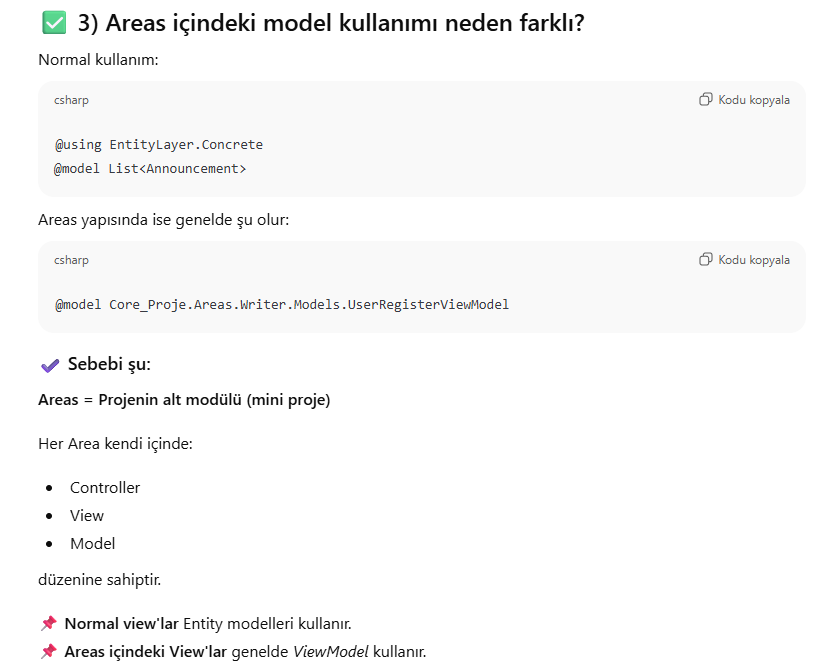 ✅ 3) Areas içindeki model kullanımı neden farklı?
Normal kullanım:
csharp
Kodu kopyala
@using EntityLayer.Concrete
@model List<Announcement>
Areas yapısında ise genelde şu olur:
csharp
Kodu kopyala
@model Core_Proje.Areas.Writer.Models.UserRegisterViewModel
✔ Sebebi şu:
Areas = Projenin alt modülü (mini proje)
Her Area kendi içinde:
• Controller
• View
• Model
düzenine sahiptir.
📌 Normal view'lar Entity modelleri kullanır.
📌 Areas içindeki View'lar genelde ViewModel kullanır.